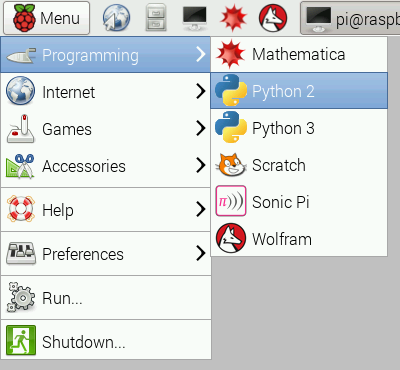 Menu
pi@raspb
Programming
Internet
Games
Accessories
Help
Preferences
Run...
Shutdown...
Mathematica
Python 2
Python 3
Scratch
Sonic Pi
Wolfram